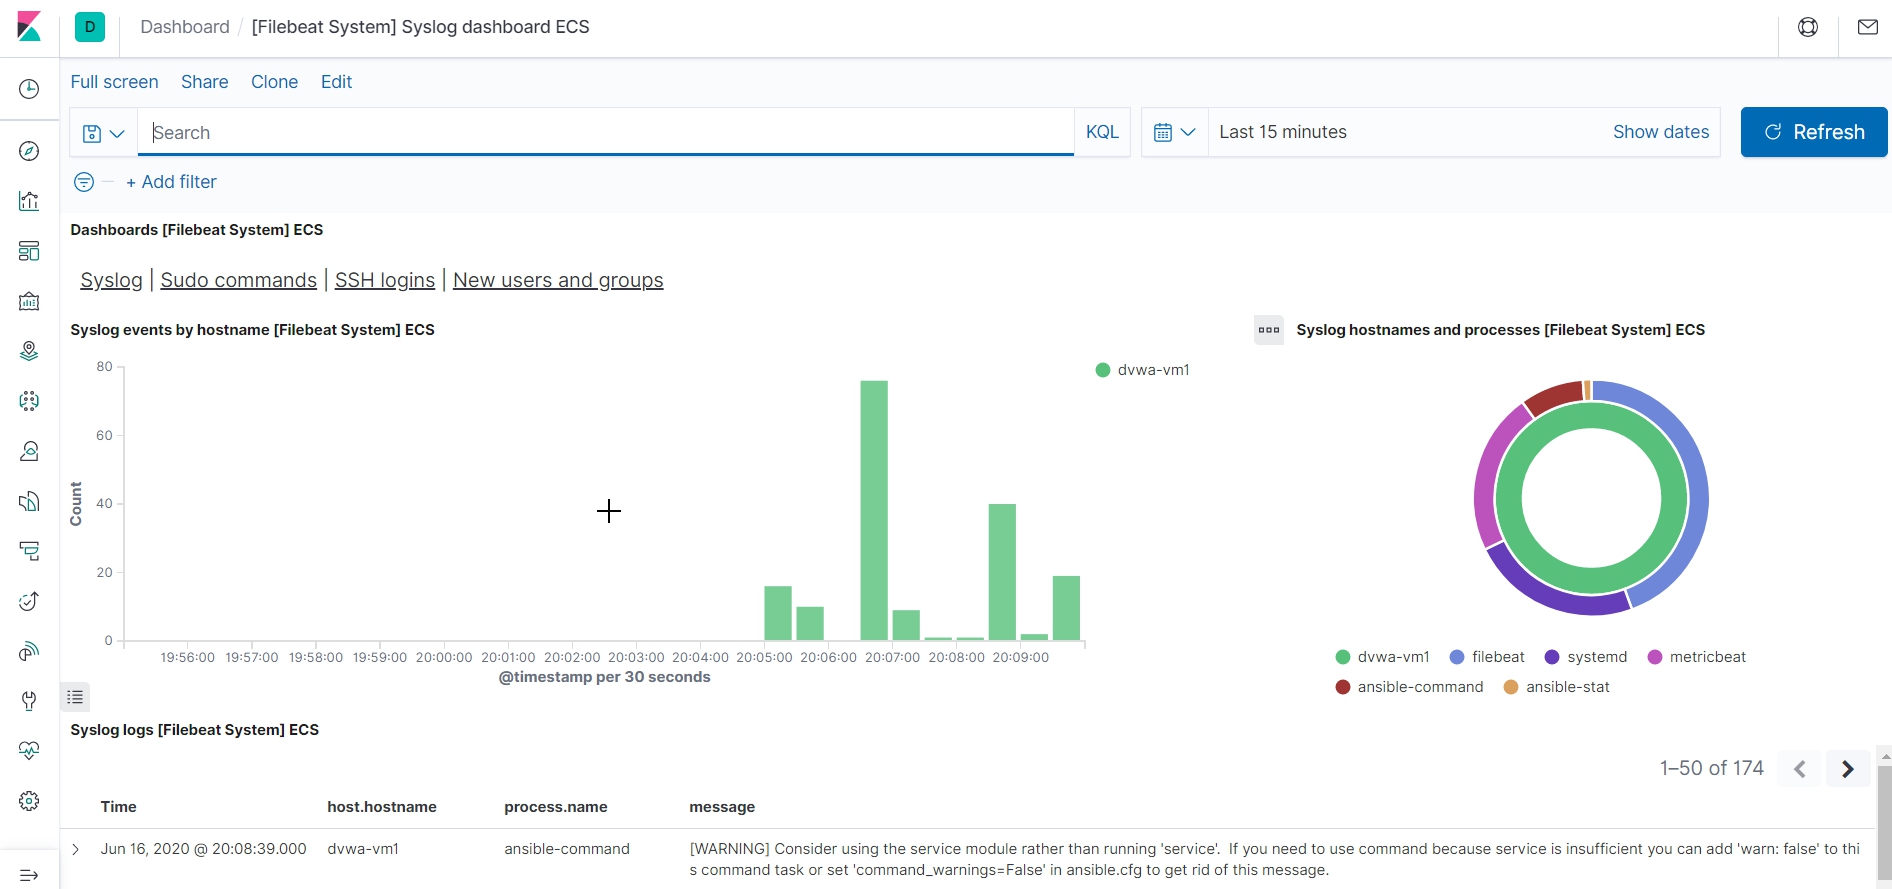 D Dashboard / [Filebeat System] Syslog dashboard ECS
Full screen Share Clone Edit
Search KQL Last 15 minutes Show dates Refresh
+ Add filter
Dashboards [Filebeat System] ECS
Syslog | Sudo commands | SSH logins | New users and groups
Syslog events by hostname [Filebeat System] ECS
80
60
40
20
0
Count
19:56:00 19:57:00 19:58:00 19:59:00 20:00:00 20:01:00 20:02:00 20:03:00 20:04:00 20:05:00 20:06:00 20:07:00 20:08:00 20:09:00
@timestamp per 30 seconds
dvwa-vm1
Syslog hostnames and processes [Filebeat System] ECS
dvwa-vm1 filebeat systemd metricbeat
ansible-command ansible-stat
Syslog logs [Filebeat System] ECS
1–50 of 174
Time host.hostname process.name message
Jun 16, 2020 @ 20:08:39.000 dvwa-vm1 ansible-command [WARNING] Consider using the service module rather than running 'service'. If you need to use command because service is insufficient you can add 'warn: false' to thi
s command task or set 'command_warnings=False' in ansible.cfg to get rid of this message.